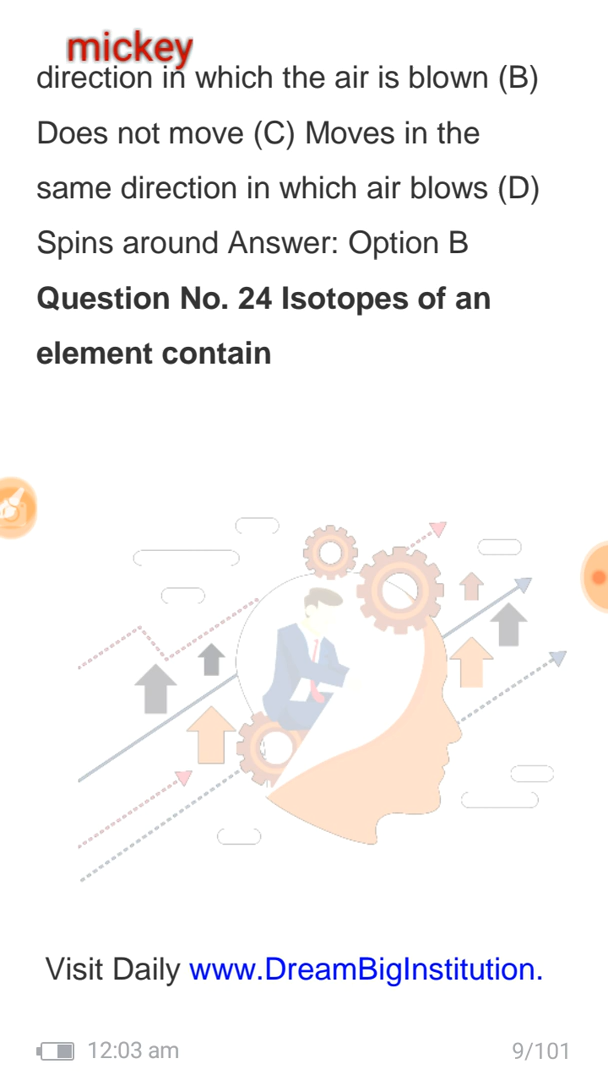 mickey
direction in which the air is blown (B)
Does not move (C) Moves in the
same direction in which air blows (D)
Spins around Answer: Option B
Question No. 24 Isotopes of an
element contain
Visit Daily www.DreamBigInstitution.
12:03 am
9/101